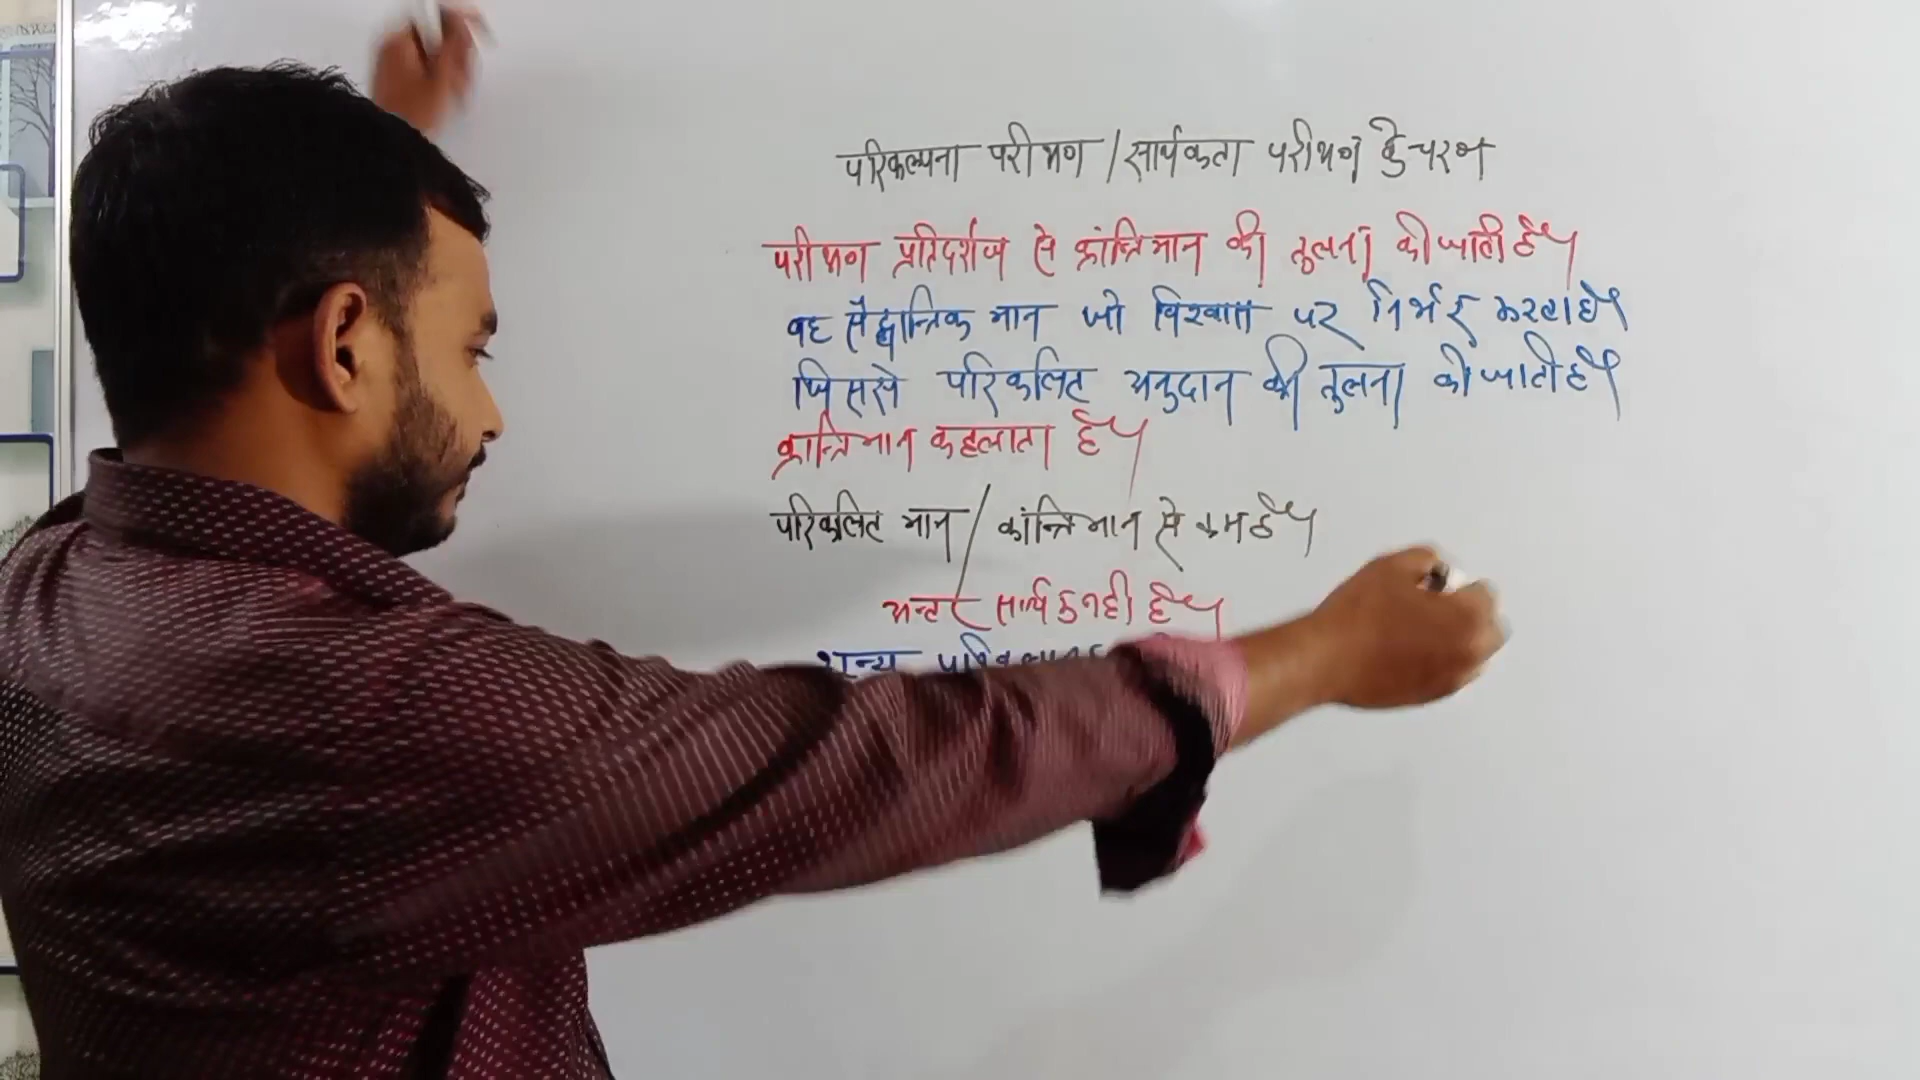 परिकल्पना परीक्षण / सार्थकता परीक्षण के चरण
परीक्षण प्रतिदर्शज से क्रांन्तिमान की तुलना की जाती है।
वह सैद्धान्तिक मान जो विश्वास पर निर्भर करता है।
जिससे परिकलित अनुदान की तुलना की जाती है।
क्रान्तिमान कहलाता है।
परिकलित मान / कांन्तिमान से कम है।
अन्तर सार्थक नही है।
शून्य